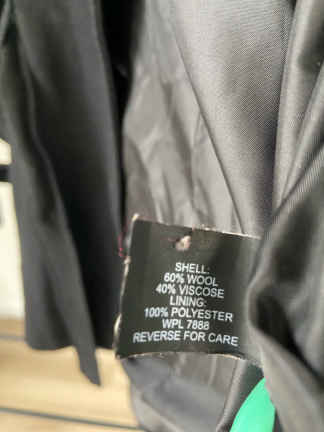 SHELL:
60% WOOL
40% VISCOSE
LINING:
100% POLYESTER
WPL 7888
REVERSE FOR CARE